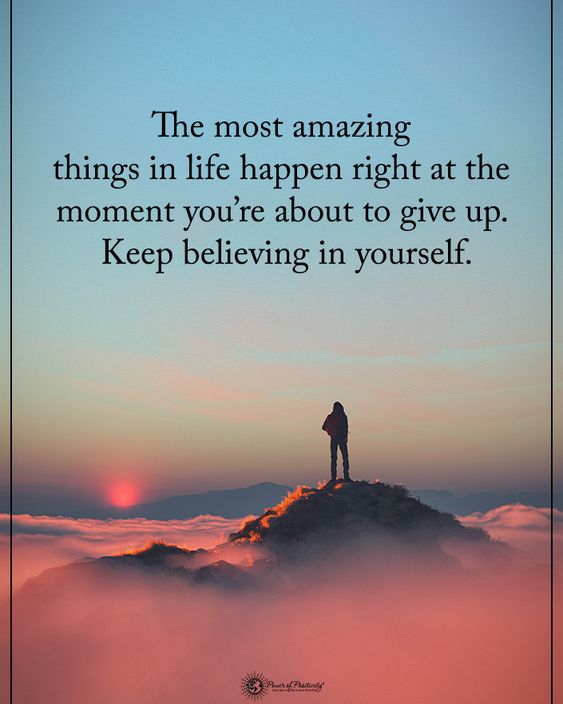 The most amazing
things in life happen right at the
moment you’re about to give up.
Keep believing in yourself.
Power of Positivity